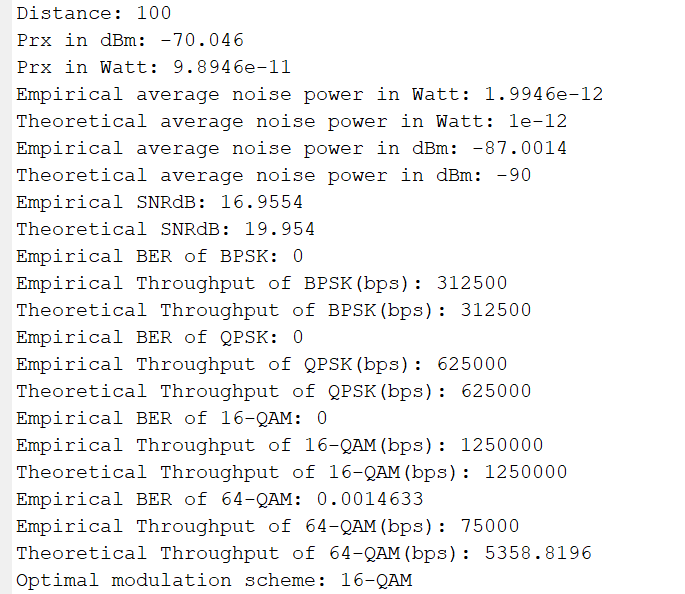 Distance: 100
Prx in dBm: -70.046
Prx in Watt: 9.8946e-11
Empirical average noise power in Watt: 1.9946e-12
Theoretical average noise power in Watt: 1e-12
Empirical average noise power in dBm: -87.0014
Theoretical average noise power in dBm: -90
Empirical SNRdB: 16.9554
Theoretical SNRdB: 19.954
Empirical BER of BPSK: 0
Empirical Throughput of BPSK(bps): 312500
Theoretical Throughput of BPSK(bps): 312500
Empirical BER of QPSK: 0
Empirical Throughput of QPSK(bps): 625000
Theoretical Throughput of QPSK(bps): 625000
Empirical BER of 16-QAM: 0
Empirical Throughput of 16-QAM(bps): 1250000
Theoretical Throughput of 16-QAM(bps): 1250000
Empirical BER of 64-QAM: 0.0014633
Empirical Throughput of 64-QAM(bps): 75000
Theoretical Throughput of 64-QAM(bps): 5358.8196
Optimal modulation scheme: 16-QAM